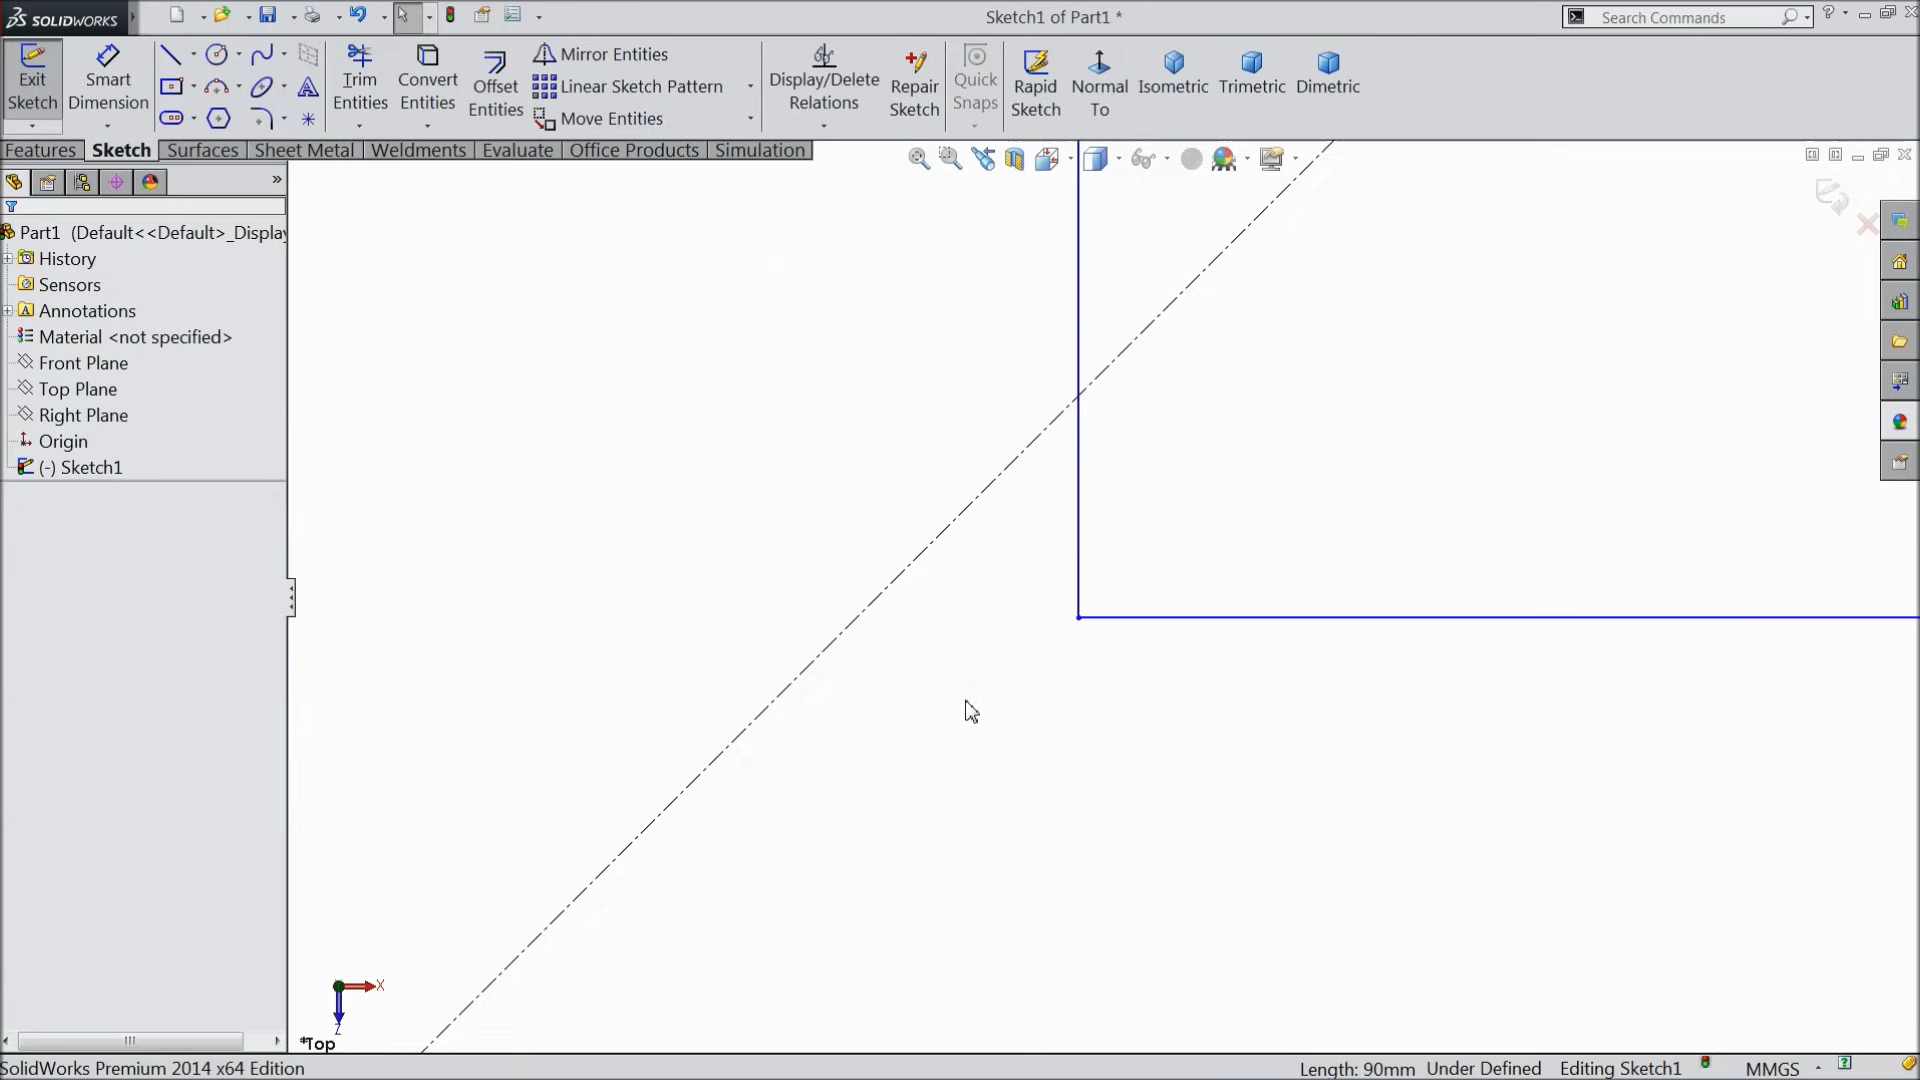 SOLIDWORKS
Sketch1 of Part1 *
Search Commands
Exit Sketch
Smart Dimension
Trim Entities
Convert Entities
Offset Entities
Mirror Entities
Linear Sketch Pattern
Move Entities
Display/Delete Relations
Repair Sketch
Quick Snaps
Rapid Sketch
Normal To
Isometric
Trimetric
Dimetric
Features
Sketch
Surfaces
Sheet Metal
Weldments
Evaluate
Office Products
Simulation
Part1 (Default<<Default>_Display
History
Sensors
Annotations
Material <not specified>
Front Plane
Top Plane
Right Plane
Origin
(-) Sketch1
X
Z
*Top
SolidWorks Premium 2014 x64 Edition
Length: 90mm
Under Defined
Editing Sketch1
MMGS